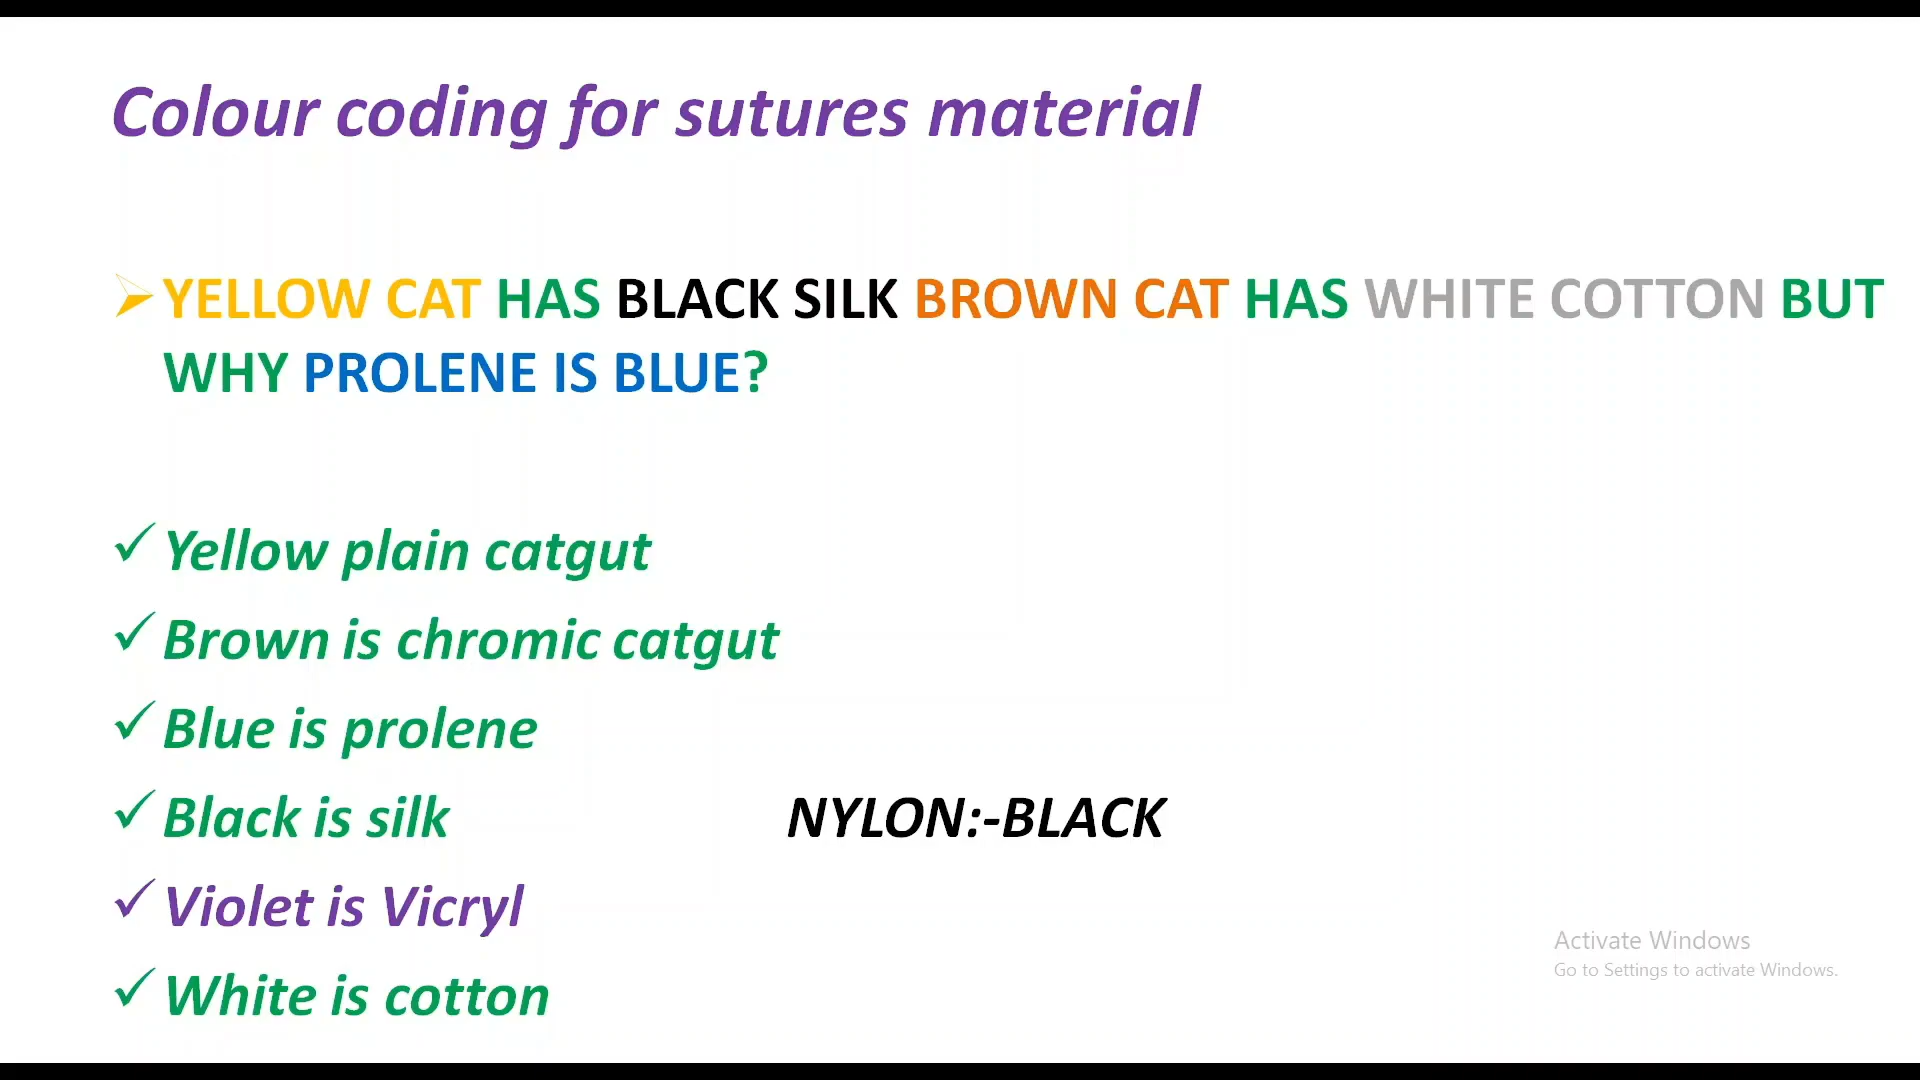 Colour coding for sutures material
YELLOW CAT HAS BLACK SILK BROWN CAT HAS WHITE COTTON BUT
WHY PROLENE IS BLUE?
Yellow plain catgut
Brown is chromic catgut
Blue is prolene
Black is silk
NYLON:-BLACK
Violet is Vicryl
White is cotton
Activate Windows
Go to Settings to activate Windows.